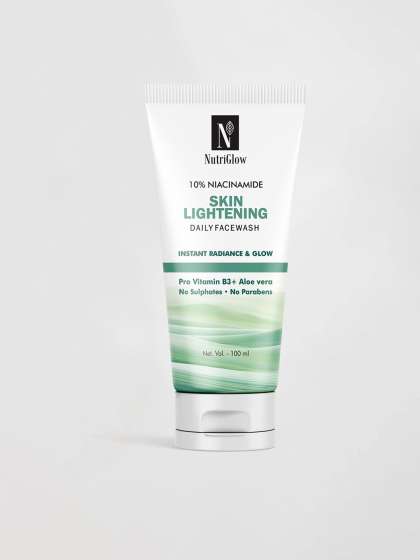 N
NutriGlow
10% NIACINAMIDE
SKIN
LIGHTENING
DAILY FACEWASH
INSTANT RADIANCE & GLOW
Pro Vitamin B3+ Aloe vera
No Sulphates • No Parabens
Net. Vol. - 100 ml